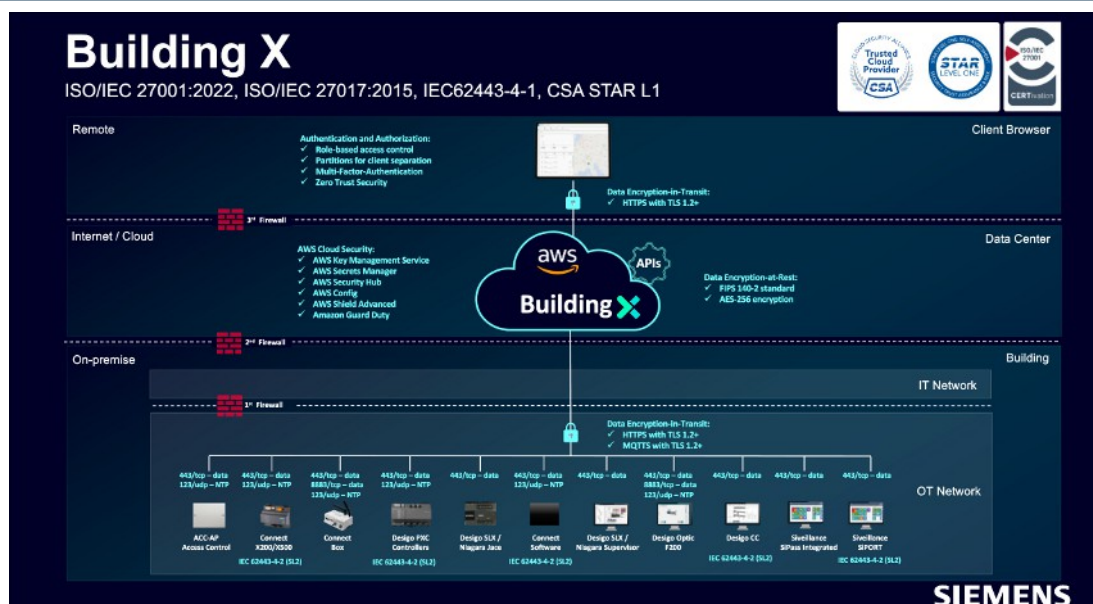 Building X
ISO/IEC 27001:2022, ISO/IEC 27017:2015, IEC62443-4-1, CSA STAR L1
Trusted
Cloud
Provider
CSA
STAR
LEVEL ONE
ISO/IEC
27001
CERTivation
Remote
Client Browser
Authentication and Authorization:
✓ Role-based access control
✓ Partitions for client separation
✓ Multi-Factor-Authentication
✓ Zero Trust Security
Data Encryption-in-Transit:
✓ HTTPS with TLS 1.2+
3rd Firewall
Internet / Cloud
Data Center
AWS Cloud Security:
✓ AWS Key Management Service
✓ AWS Secrets Manager
✓ AWS Security Hub
✓ AWS Config
✓ AWS Shield Advanced
✓ Amazon Guard Duty
aws
APIs
Building X
Data Encryption-at-Rest:
✓ FIPS 140-2 standard
✓ AES-256 encryption
2nd Firewall
On-premise
Building
IT Network
1st Firewall
Data Encryption-in-Transit:
✓ HTTPS with TLS 1.2+
✓ MQTTS with TLS 1.2+
OT Network
443/tcp – data
123/udp – NTP
443/tcp – data
123/udp – NTP
443/tcp – data
8883/tcp – data
123/udp – NTP
443/tcp – data
123/udp – NTP
443/tcp – data
443/tcp – data
123/udp – NTP
443/tcp – data
443/tcp – data
8883/tcp – data
123/udp – NTP
443/tcp – data
443/tcp – data
443/tcp – data
ACC-AP
Access Control
Connect
X200/X300
Connect
Box
Desigo PXC
Controllers
Desigo SLX /
Niagara Jace
Connect
Software
Desigo SLX /
Niagara Supervisor
Desigo Optic
F200
Desigo CC
Siveillance
SiPass Integrated
Siveillance
SiPORT
IEC 62443-4-2 (SL2)
IEC 62443-4-2 (SL2)
IEC 62443-4-2 (SL2)
IEC 62443-4-2 (SL2)
IEC 62443-4-2 (SL2)
SIEMENS